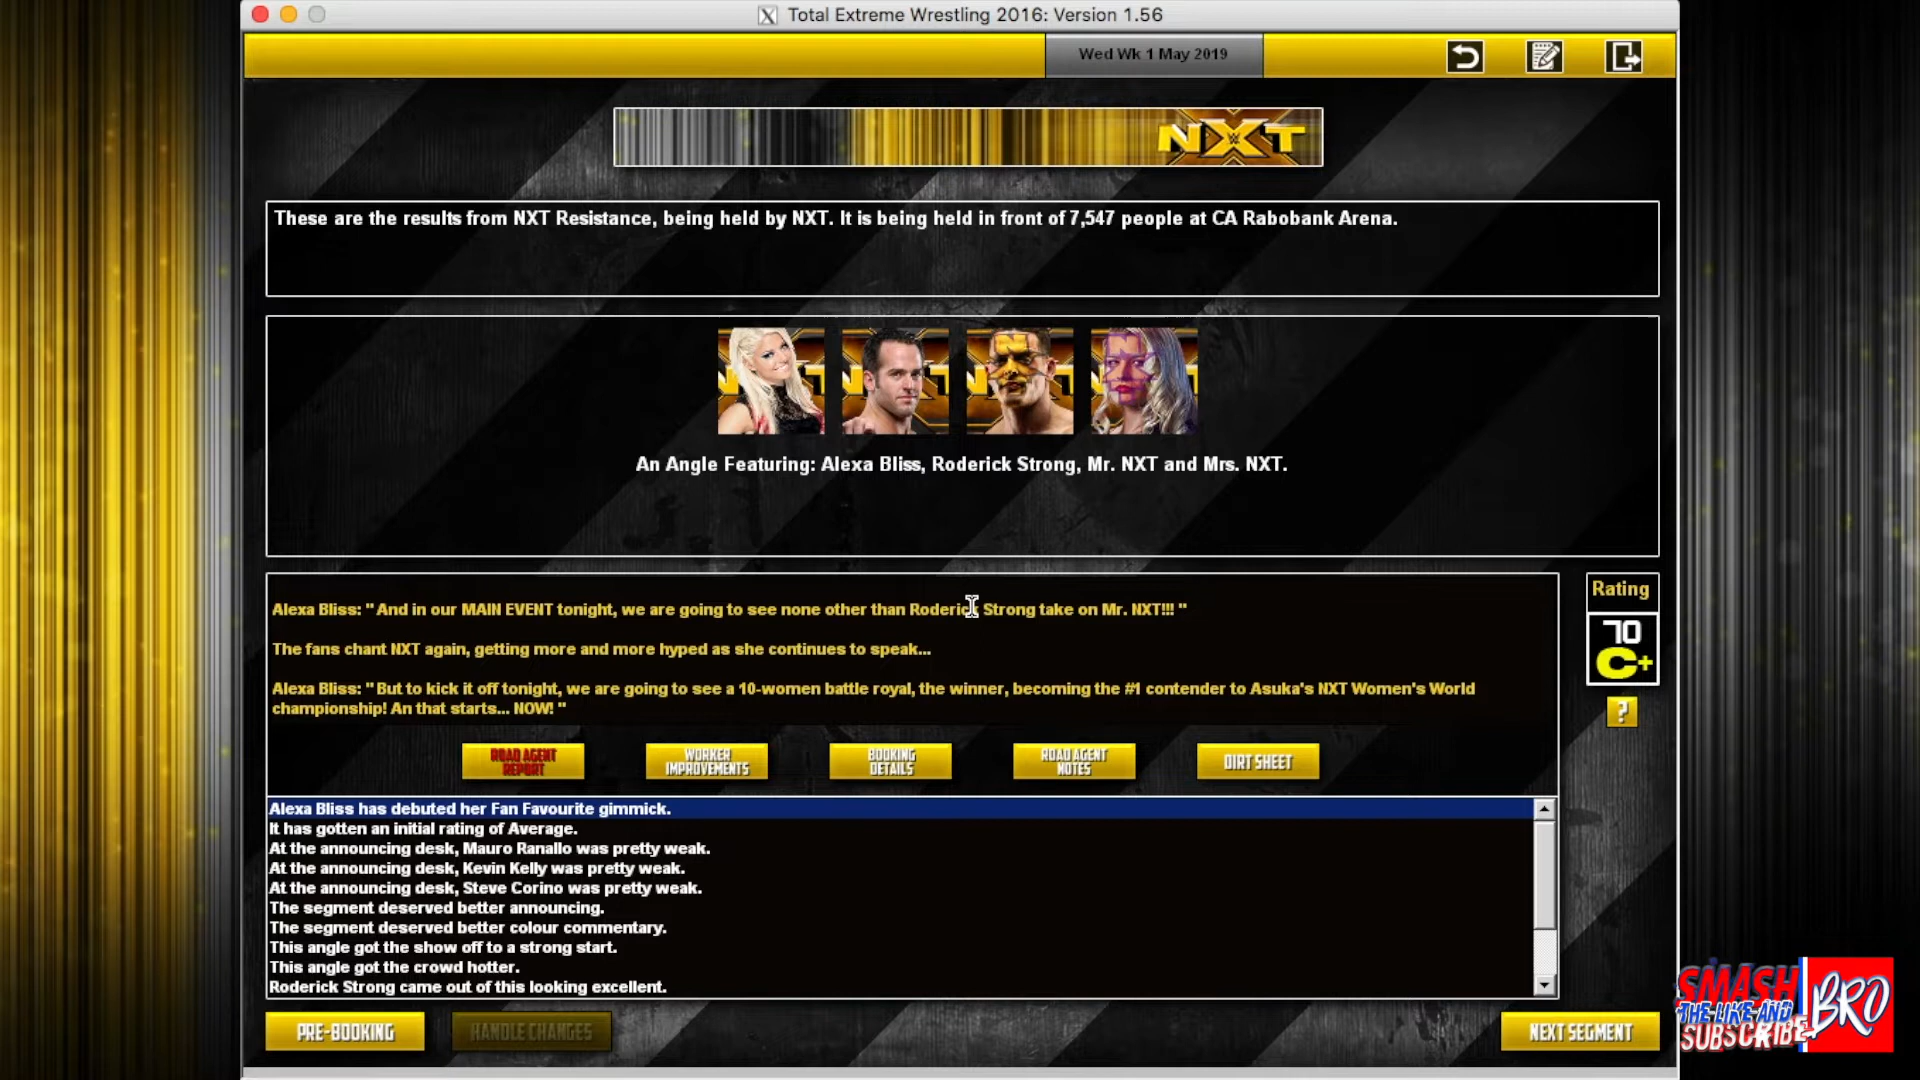 Total Extreme Wrestling 2016: Version 1.56
Wed Wk 1 May 2019
NXT
These are the results from NXT Resistance, being held by NXT. It is being held in front of 7,547 people at CA Rabobank Arena.
An Angle Featuring: Alexa Bliss, Roderick Strong, Mr. NXT and Mrs. NXT.
Alexa Bliss: " And in our MAIN EVENT tonight, we are going to see none other than Roderick Strong take on Mr. NXT!!! "
The fans chant NXT again, getting more and more hyped as she continues to speak...
Alexa Bliss: "But to kick it off tonight, we are going to see a 10-women battle royal, the winner, becoming the #1 contender to Asuka's NXT Women's World
championship! An that starts... NOW! "
Rating
70
C+
?
ROAD AGENT REPORT
WORKER IMPROVEMENTS
BOOKING DETAILS
ROAD AGENT NOTES
DIRT SHEET
Alexa Bliss has debuted her Fan Favourite gimmick.
It has gotten an initial rating of Average.
At the announcing desk, Mauro Ranallo was pretty weak.
At the announcing desk, Kevin Kelly was pretty weak.
At the announcing desk, Steve Corino was pretty weak.
The segment deserved better announcing.
The segment deserved better colour commentary.
This angle got the show off to a strong start.
This angle got the crowd hotter.
Roderick Strong came out of this looking excellent.
PRE-BOOKING
HANDLE CHANGES
NEXT SEGMENT
SMASH
THE LIKE AND
SUBSCRIBE
BRO